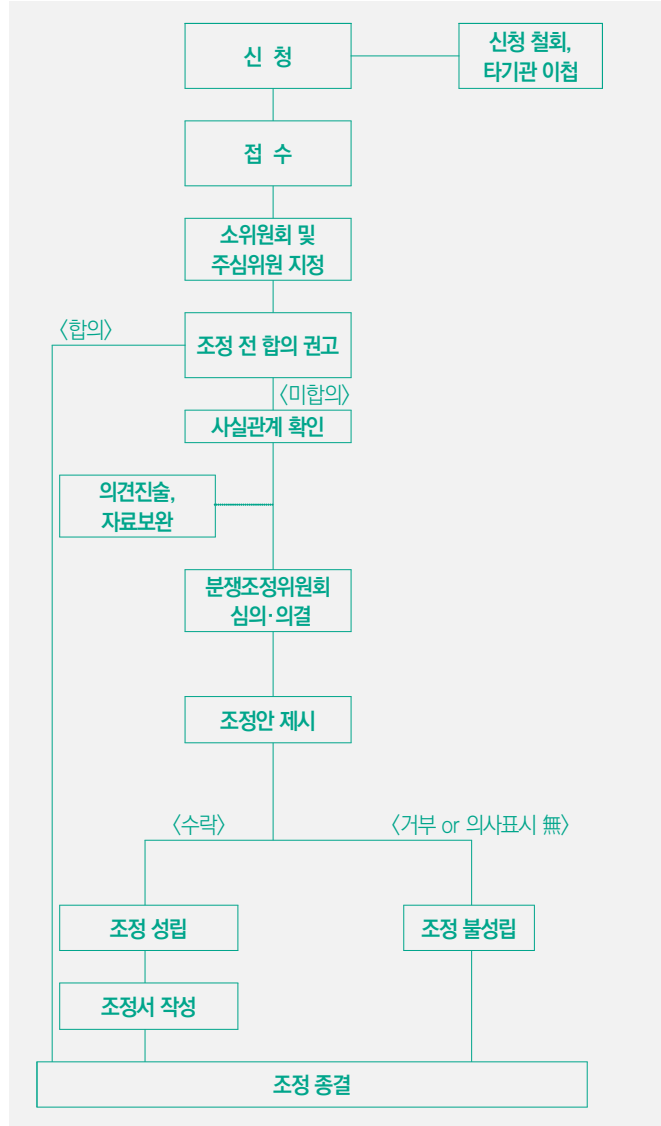 신 청
신청 철회,
타기관 이첩
접 수
소위원회 및
주심위원 지정
〈합의〉
조정 전 합의 권고
〈미합의〉
사실관계 확인
의견진술,
자료보완
분쟁조정위원회
심의·의결
조정안 제시
〈수락〉
〈거부 or 의사표시 無〉
조정 성립
조정 불성립
조정서 작성
조정 종결